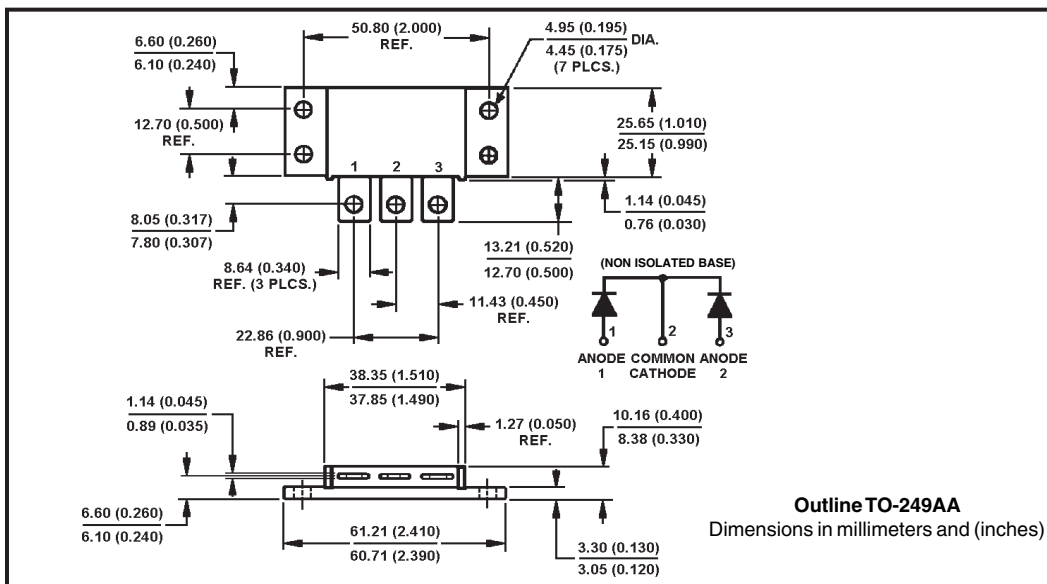 50.80 (2.000)
REF.
4.95 (0.195)
4.45 (0.175)
DIA.
(7 PLCS.)
6.60 (0.260)
6.10 (0.240)
12.70 (0.500)
REF.
25.65 (1.010)
25.15 (0.990)
1 2 3
8.05 (0.317)
7.80 (0.307)
1.14 (0.045)
0.76 (0.030)
13.21 (0.520)
12.70 (0.500)
8.64 (0.340)
REF. (3 PLCS.)
11.43 (0.450)
REF.
22.86 (0.900)
REF.
(NON ISOLATED BASE)
1 2 3
ANODE COMMON ANODE
1 CATHODE 2
38.35 (1.510)
37.85 (1.490)
1.14 (0.045)
0.89 (0.035)
1.27 (0.050)
REF.
10.16 (0.400)
8.38 (0.330)
6.60 (0.260)
6.10 (0.240)
61.21 (2.410)
60.71 (2.390)
3.30 (0.130)
3.05 (0.120)
Outline TO-249AA
Dimensions in millimeters and (inches)